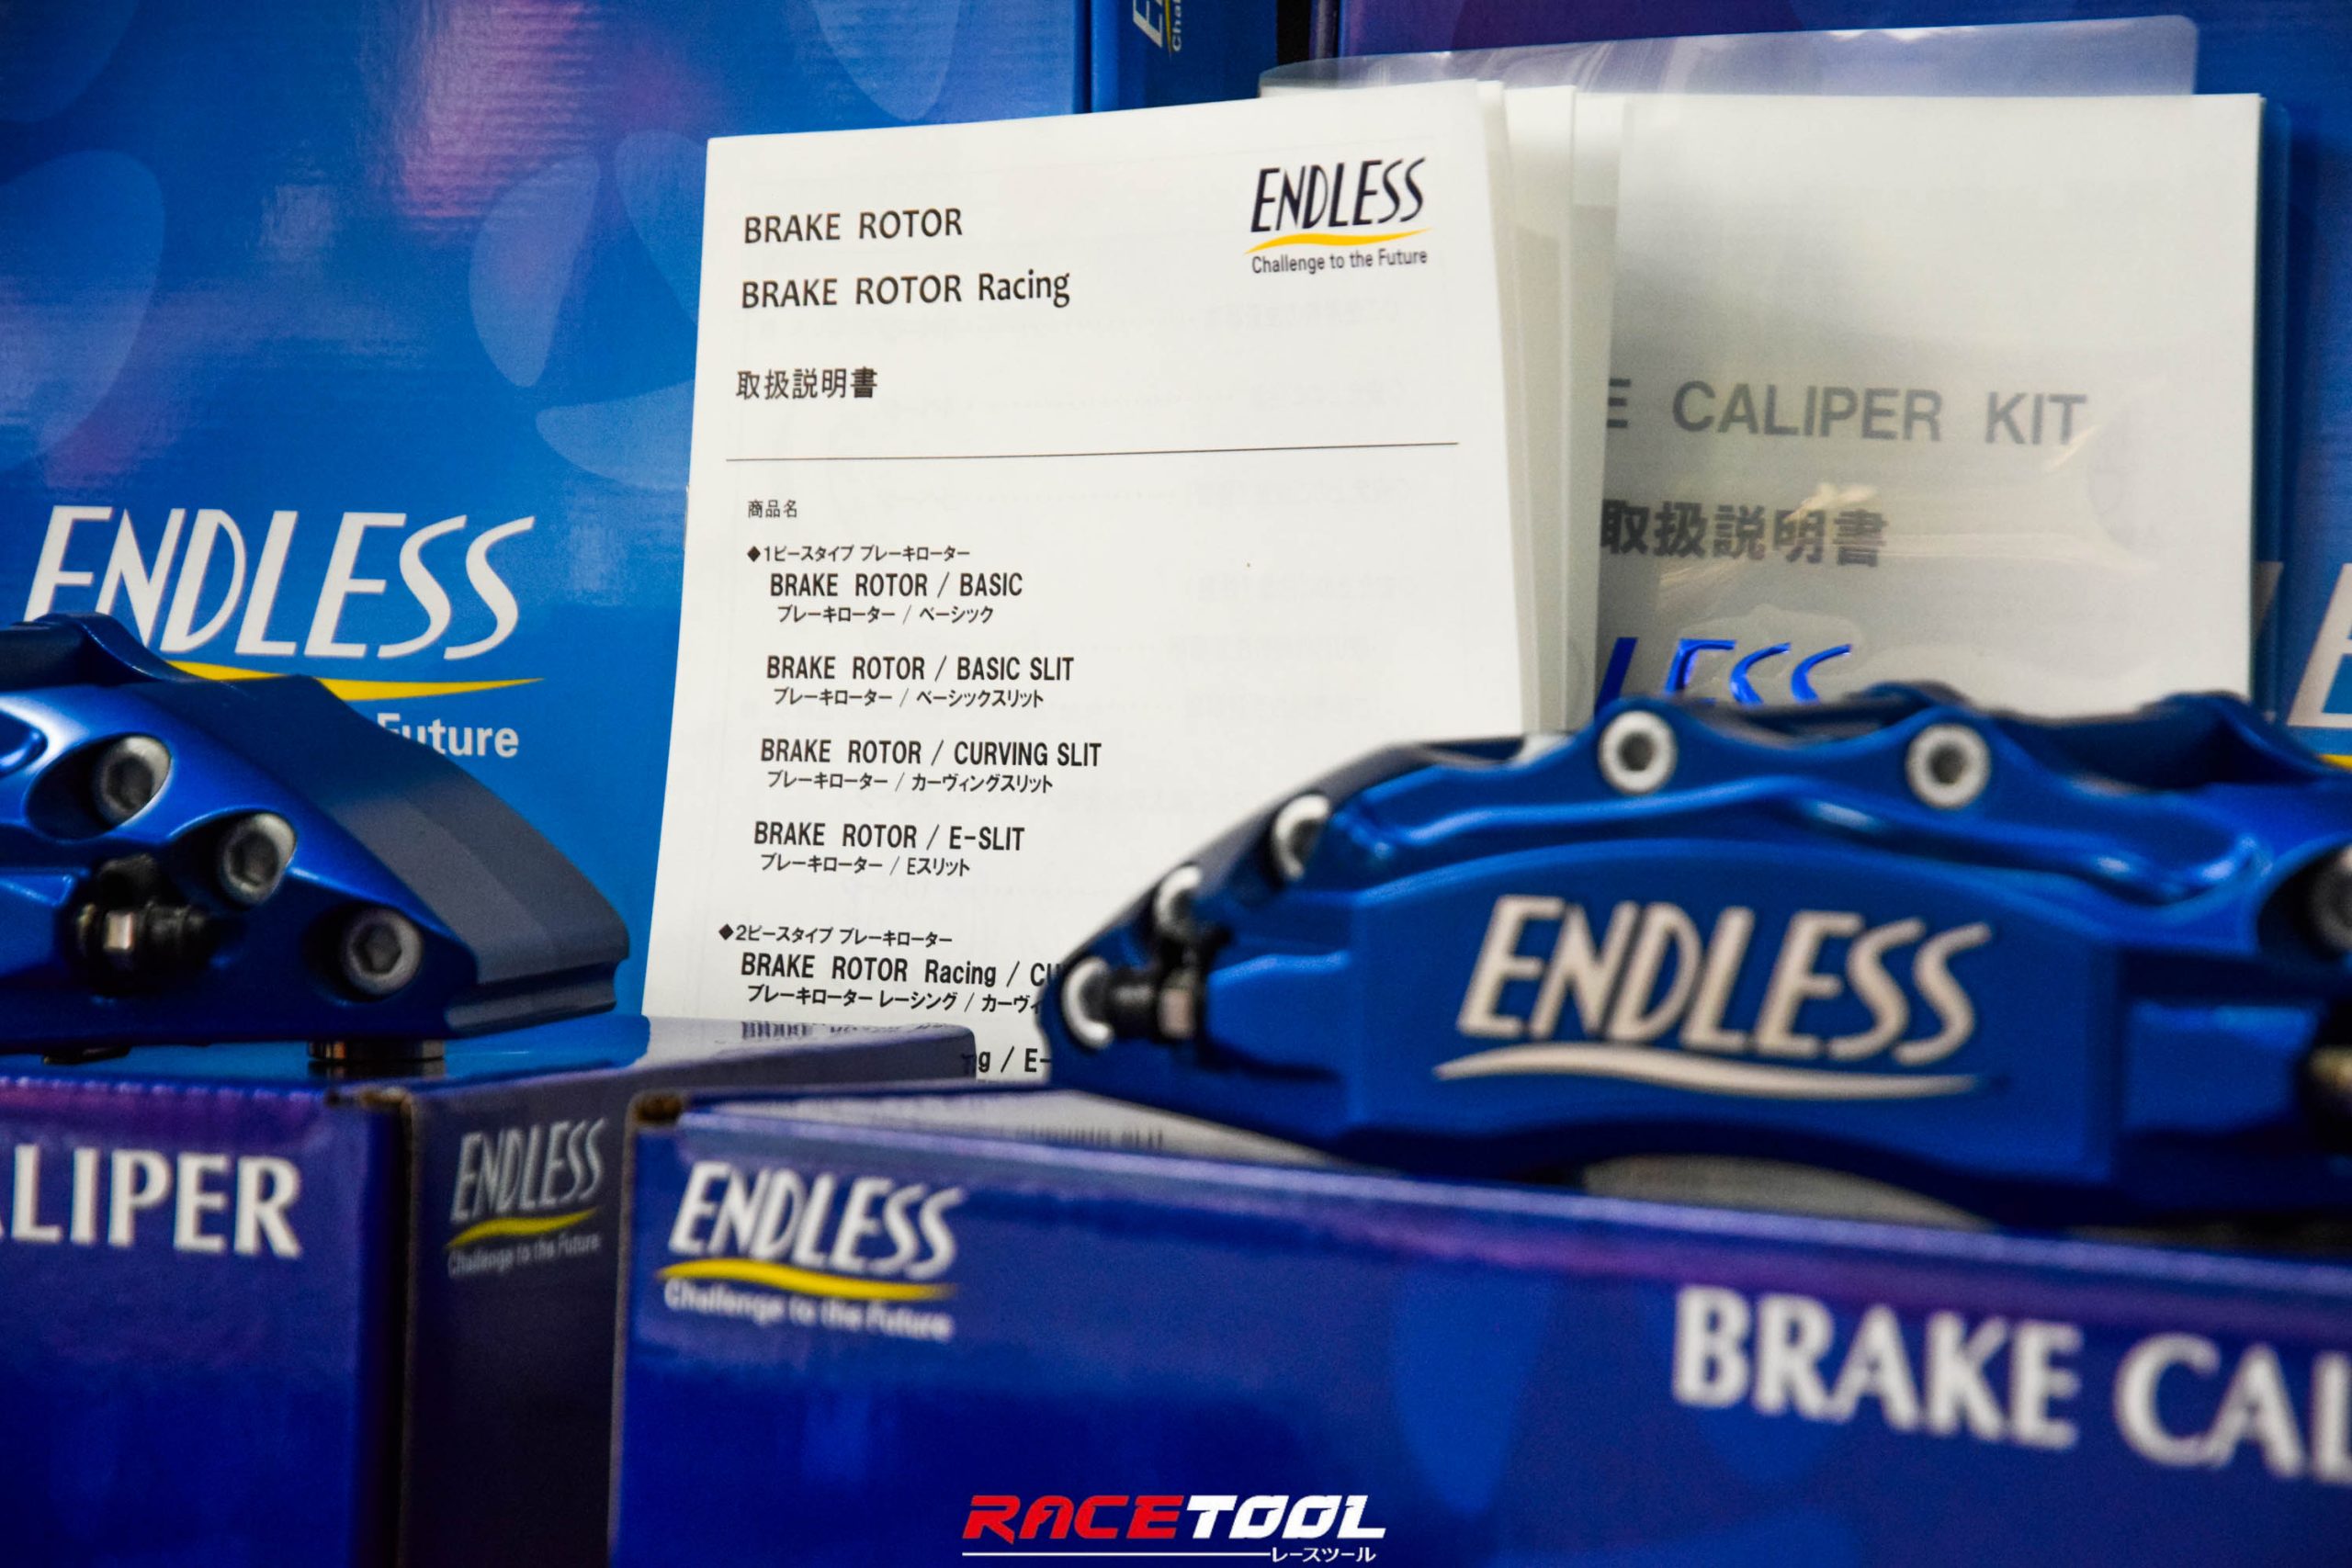 ENDLESS
Future
BRAKE ROTOR
BRAKE ROTOR Racing
取扱説明書
ENDLESS
Challenge to the Future
商品名
◆1ピースタイプ ブレーキローター
BRAKE ROTOR / BASIC
ブレーキローター / ベーシック
BRAKE ROTOR / BASIC SLIT
ブレーキローター / ベーシックスリット
BRAKE ROTOR / CURVING SLIT
ブレーキローター / カーヴィングスリット
BRAKE ROTOR / E-SLIT
ブレーキローター / Eスリット
◆2ピースタイプ ブレーキローター
BRAKE ROTOR Racing / CU
ブレーキローター レーシング / カーヴィ
g / E-
E CALIPER KIT
取扱説明書
LESS
ENDLESS
ALIPER
ENDLESS
Challenge to the Future
ENDLESS
Challenge to the Future
BRAKE CAL
RACETOOL
レースツール